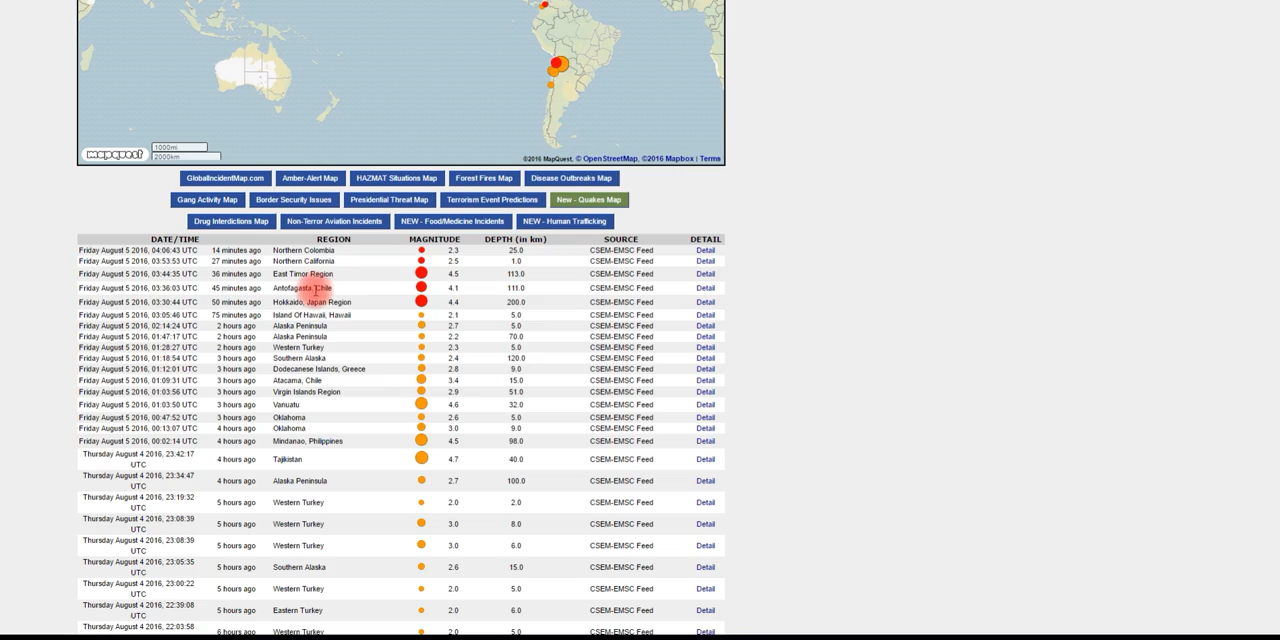 1000mi
2000km
mapquest
©2016 MapQuest, © OpenStreetMap, ©2016 Mapbox | Terms
GlobalIncidentMap.com Amber-Alert Map HAZMAT Situations Map Forest Fires Map Disease Outbreaks Map
Gang Activity Map Border Security Issues Presidential Threat Map Terrorism Event Predictions New - Quakes Map
Drug Interdictions Map Non-Terror Aviation Incidents NEW - Food/Medicine Incidents NEW - Human Trafficking
DATE/TIME REGION MAGNITUDE DEPTH (in km) SOURCE DETAIL
Friday August 5 2016, 04:06:43 UTC 14 minutes ago Northern Colombia 2.3 25.0 CSEM-EMSC Feed Detail
Friday August 5 2016, 03:53:53 UTC 27 minutes ago Northern California 2.5 1.0 CSEM-EMSC Feed Detail
Friday August 5 2016, 03:44:35 UTC 36 minutes ago East Timor Region 4.5 113.0 CSEM-EMSC Feed Detail
Friday August 5 2016, 03:36:03 UTC 45 minutes ago Antofagasta, Chile 4.1 111.0 CSEM-EMSC Feed Detail
Friday August 5 2016, 03:30:44 UTC 50 minutes ago Hokkaido, Japan Region 4.4 200.0 CSEM-EMSC Feed Detail
Friday August 5 2016, 03:05:46 UTC 75 minutes ago Island Of Hawaii, Hawaii 2.1 5.0 CSEM-EMSC Feed Detail
Friday August 5 2016, 02:14:24 UTC 2 hours ago Alaska Peninsula 2.7 5.0 CSEM-EMSC Feed Detail
Friday August 5 2016, 01:47:17 UTC 2 hours ago Alaska Peninsula 2.2 70.0 CSEM-EMSC Feed Detail
Friday August 5 2016, 01:28:27 UTC 2 hours ago Western Turkey 2.3 5.0 CSEM-EMSC Feed Detail
Friday August 5 2016, 01:18:54 UTC 3 hours ago Southern Alaska 2.4 120.0 CSEM-EMSC Feed Detail
Friday August 5 2016, 01:12:01 UTC 3 hours ago Dodecanese Islands, Greece 2.8 9.0 CSEM-EMSC Feed Detail
Friday August 5 2016, 01:09:31 UTC 3 hours ago Atacama, Chile 3.4 15.0 CSEM-EMSC Feed Detail
Friday August 5 2016, 01:03:56 UTC 3 hours ago Virgin Islands Region 2.9 51.0 CSEM-EMSC Feed Detail
Friday August 5 2016, 01:03:50 UTC 3 hours ago Vanuatu 4.6 32.0 CSEM-EMSC Feed Detail
Friday August 5 2016, 00:47:52 UTC 3 hours ago Oklahoma 2.6 5.0 CSEM-EMSC Feed Detail
Friday August 5 2016, 00:13:07 UTC 4 hours ago Oklahoma 3.0 9.0 CSEM-EMSC Feed Detail
Friday August 5 2016, 00:02:14 UTC 4 hours ago Mindanao, Philippines 4.5 98.0 CSEM-EMSC Feed Detail
Thursday August 4 2016, 23:42:17
UTC 4 hours ago Tajikistan 4.7 40.0 CSEM-EMSC Feed Detail
Thursday August 4 2016, 23:34:47
UTC 4 hours ago Alaska Peninsula 2.7 100.0 CSEM-EMSC Feed Detail
Thursday August 4 2016, 23:19:32
UTC 5 hours ago Western Turkey 2.0 2.0 CSEM-EMSC Feed Detail
Thursday August 4 2016, 23:08:39
UTC 5 hours ago Western Turkey 3.0 8.0 CSEM-EMSC Feed Detail
Thursday August 4 2016, 23:08:39
UTC 5 hours ago Western Turkey 3.0 6.0 CSEM-EMSC Feed Detail
Thursday August 4 2016, 23:05:35
UTC 5 hours ago Southern Alaska 2.6 15.0 CSEM-EMSC Feed Detail
Thursday August 4 2016, 23:00:22
UTC 5 hours ago Western Turkey 2.0 5.0 CSEM-EMSC Feed Detail
Thursday August 4 2016, 22:39:08
UTC 5 hours ago Eastern Turkey 2.0 6.0 CSEM-EMSC Feed Detail
Thursday August 4 2016, 22:03:58
6 hours ago Western Turkey 2.0 5.0 CSEM-EMSC Feed Detail